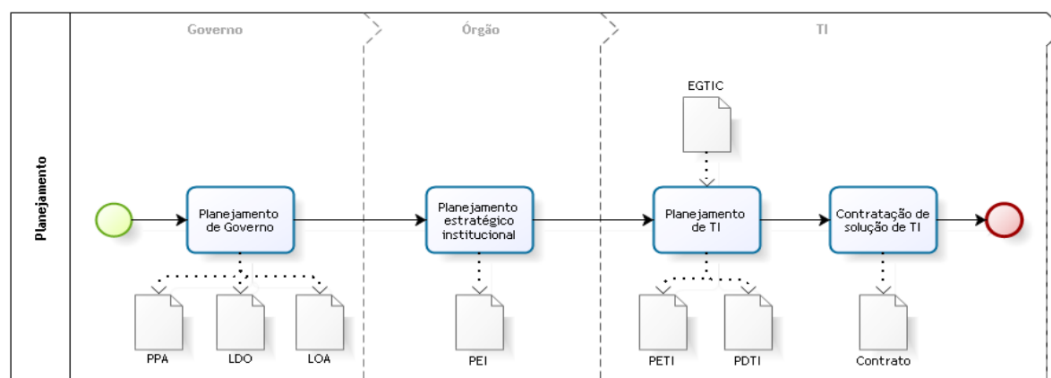 Governo
Órgão
TI
EGTIC
Planejamento
Planejamento
de Governo
Planejamento
estratégico
institucional
Planejamento
de TI
Contratação de
solução de TI
PPA
LDO
LOA
PEI
PETI
PDTI
Contrato